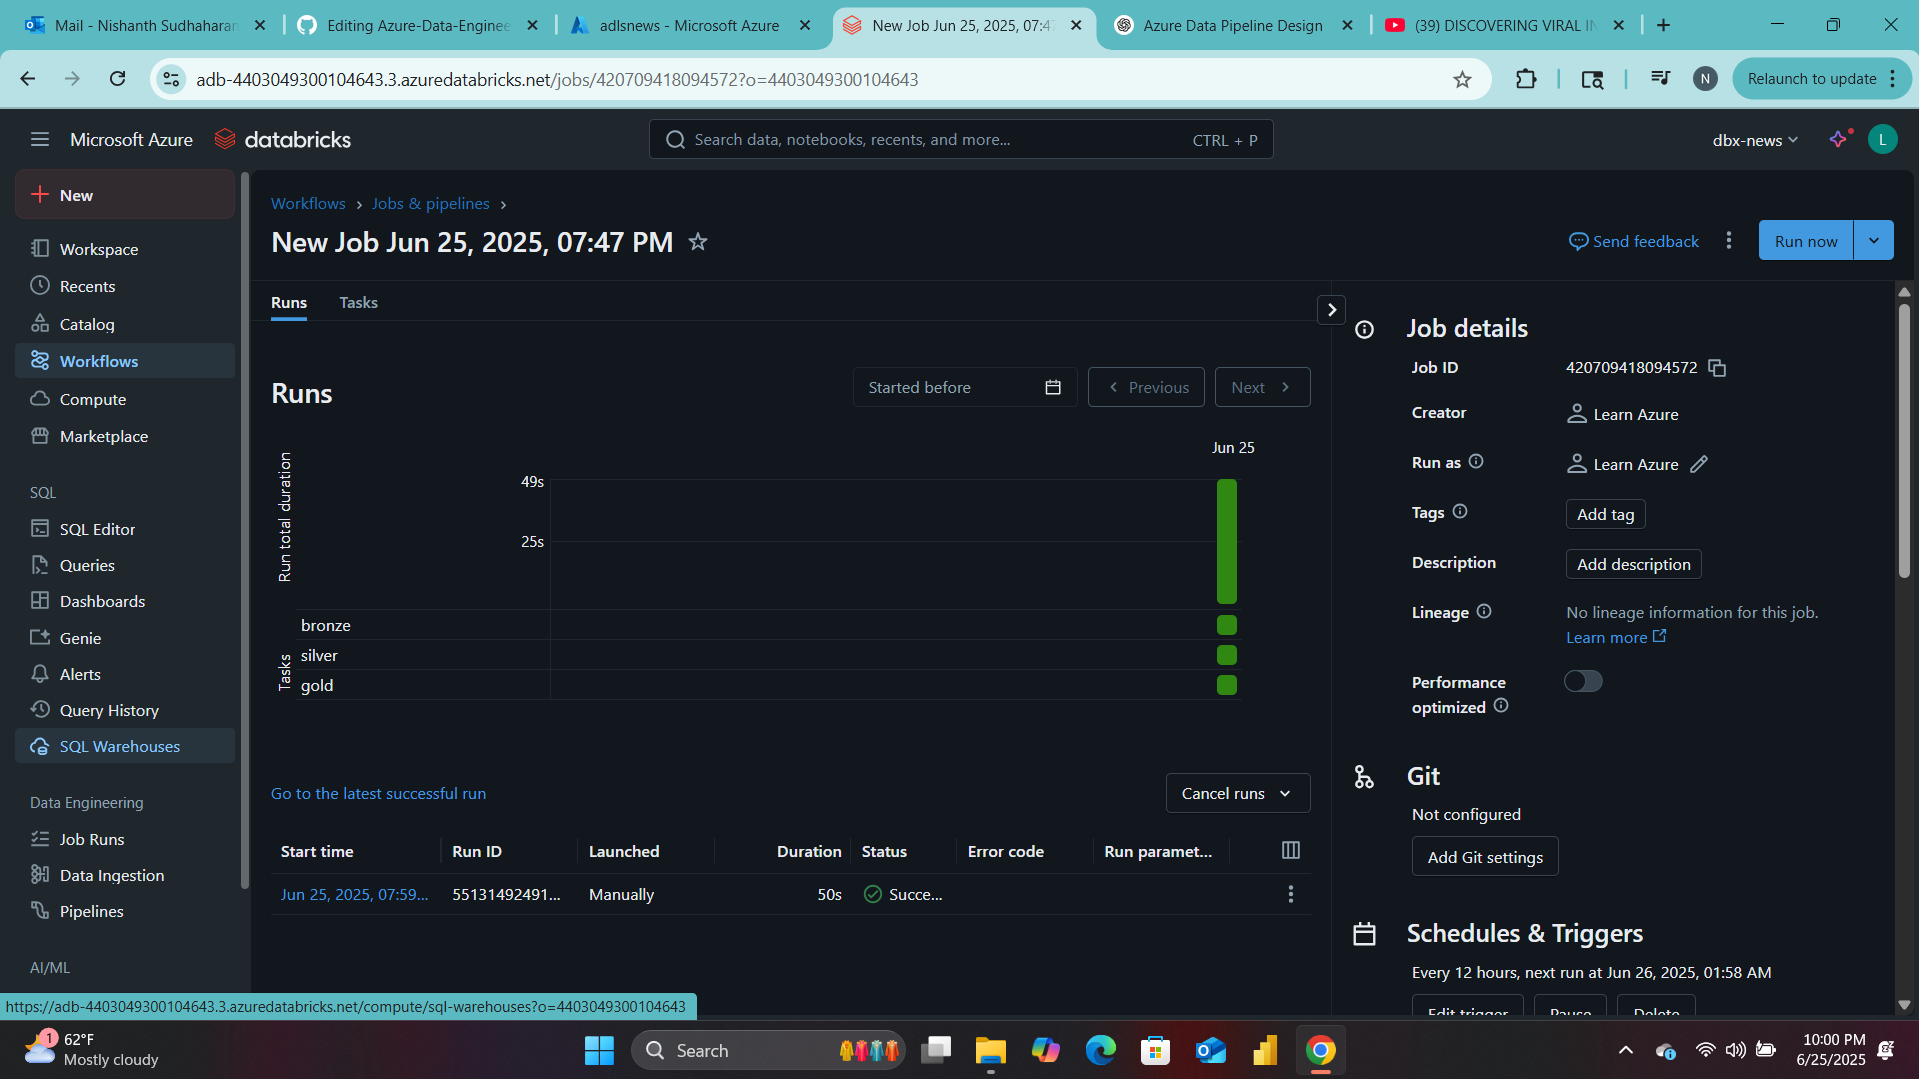 Mail - Nishanth Sudhaharan
Editing Azure-Data-Enginee
adlsnews - Microsoft Azure
New Job Jun 25, 2025, 07:47
Azure Data Pipeline Design
(39) DISCOVERING VIRAL IN
adb-4403049300104643.3.azuredatabricks.net/jobs/420709418094572?o=4403049300104643
N
Relaunch to update
Microsoft Azure
databricks
Search data, notebooks, recents, and more...
CTRL + P
dbx-news
L
New
Workspace
Recents
Catalog
Workflows
Compute
Marketplace
SQL
SQL Editor
Queries
Dashboards
Genie
Alerts
Query History
SQL Warehouses
Data Engineering
Job Runs
Data Ingestion
Pipelines
AI/ML
Workflows
Jobs & pipelines
New Job Jun 25, 2025, 07:47 PM
Send feedback
Run now
Runs
Tasks
Runs
Started before
Previous
Next
Jun 25
Run total duration
49s
25s
Tasks
bronze
silver
gold
Go to the latest successful run
Cancel runs
Start time
Run ID
Launched
Duration
Status
Error code
Run paramet...
Jun 25, 2025, 07:59...
55131492491...
Manually
50s
Succe...
Job details
Job ID
420709418094572
Creator
Learn Azure
Run as
Learn Azure
Tags
Add tag
Description
Add description
Lineage
No lineage information for this job.
Learn more
Performance
optimized
Git
Not configured
Add Git settings
Schedules & Triggers
Every 12 hours, next run at Jun 26, 2025, 01:58 AM
Edit trigger
Pause
Delete
https://adb-4403049300104643.3.azuredatabricks.net/compute/sql-warehouses?o=4403049300104643
1
62°F
Mostly cloudy
Search
10:00 PM
6/25/2025